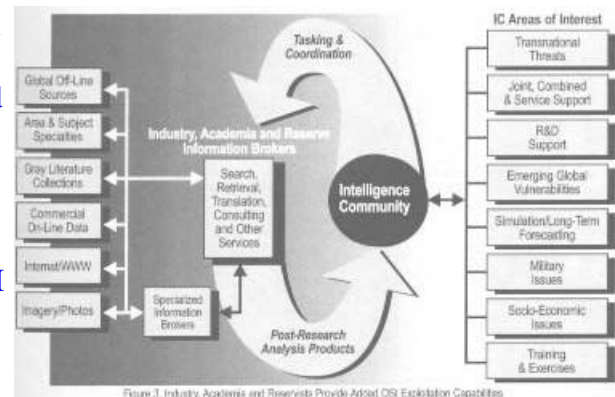 IC Areas of Interest
Tasking &
Coordination
Transnational
Threats
Global Off-Line
Sources
Joint, Combined
& Service Support
Area & Subject
Specialties
Industry, Academia and Reserve
Information Brokers
R&D
Support
Gray Literature
Collections
Search,
Retrieval,
Translation,
Consulting
and Other
Services
Intelligence
Community
Emerging Global
Vulnerabilities
Commercial
On-Line Data
Simulation/Long-Term
Forecasting
Internet/WWW
Military
Issues
Imagery/Photos
Specialized
Information
Brokers
Socio-Economic
Issues
Post-Research
Analysis Products
Training
& Exercises
Figure 3. Industry, Academia and Reservists Provide Added OSI Exploitation Capabilities